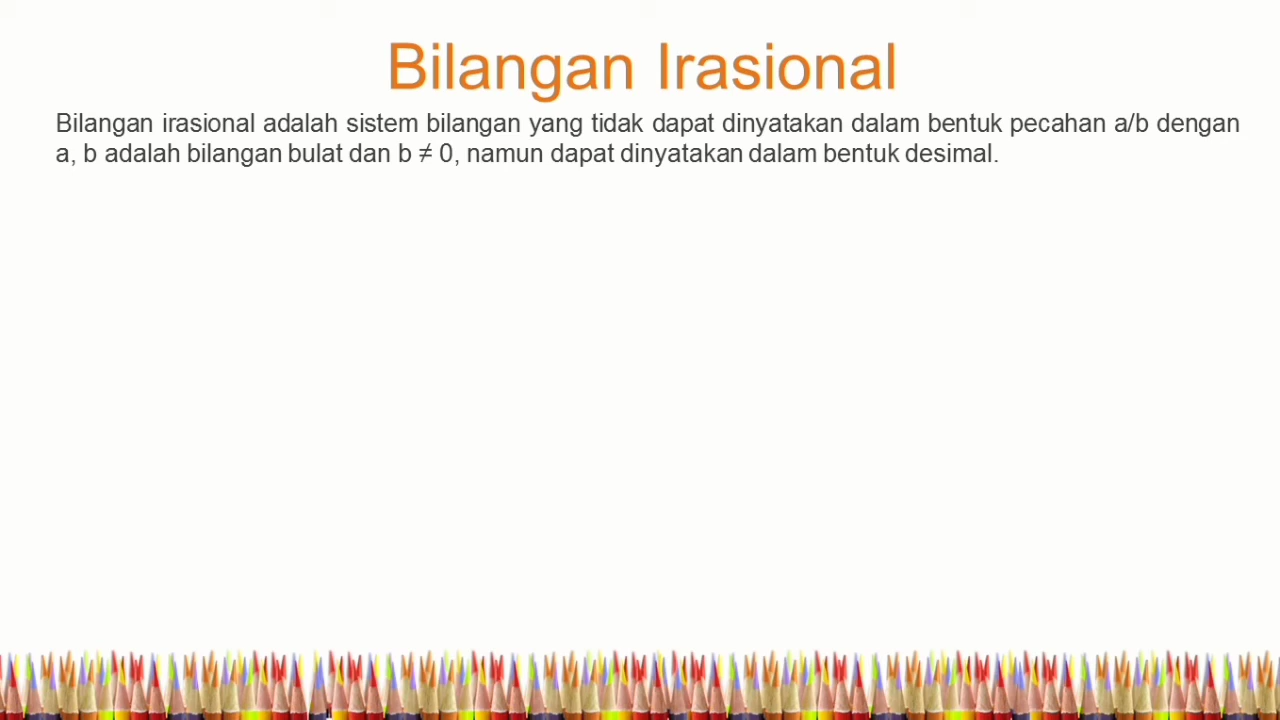 Bilangan Irasional
Bilangan irasional adalah sistem bilangan yang tidak dapat dinyatakan dalam bentuk pecahan a/b dengan
a, b adalah bilangan bulat dan b ≠ 0, namun dapat dinyatakan dalam bentuk desimal.